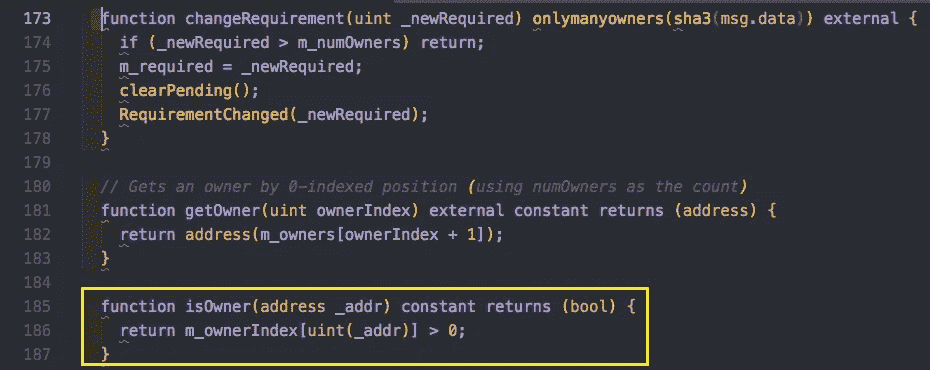 173 function changeRequirement(uint _newRequired) onlymanyowners(sha3(msg.data)) external {
174 if (_newRequired > m_numOwners) return;
175 m_required = _newRequired;
176 clearPending();
177 RequirementChanged(_newRequired);
178 }
179
180 // Gets an owner by 0-indexed position (using numOwners as the count)
181 function getOwner(uint ownerIndex) external constant returns (address) {
182 return address(m_owners[ownerIndex + 1]);
183 }
184
185 function isOwner(address _addr) constant returns (bool) {
186 return m_ownerIndex[uint(_addr)] > 0;
187 }